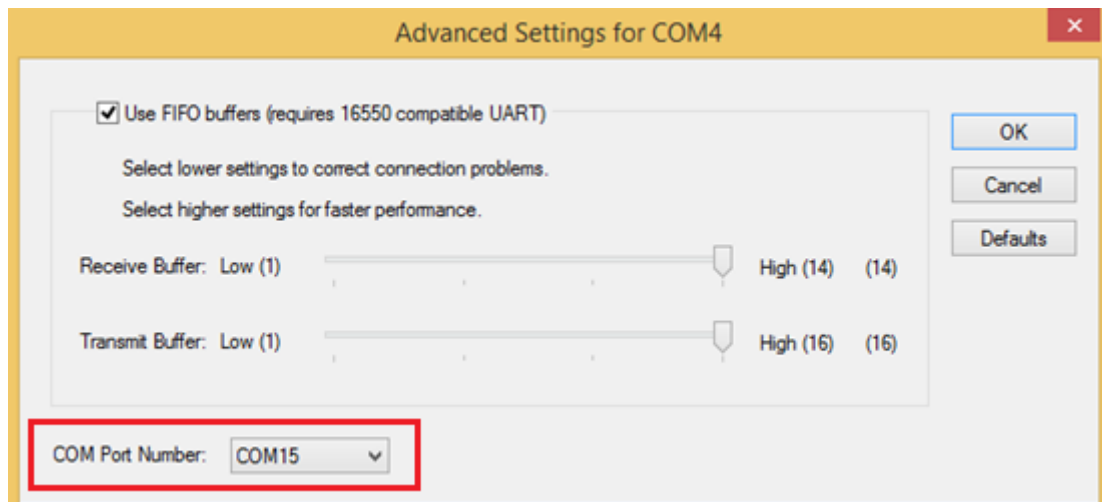 Advanced Settings for COM4
Use FIFO buffers (requires 16550 compatible UART)
OK
Select lower settings to correct connection problems.
Cancel
Select higher settings for faster performance.
Defaults
Receive Buffer: Low (1) High (14) (14)
Transmit Buffer: Low (1) High (16) (16)
COM Port Number: COM15